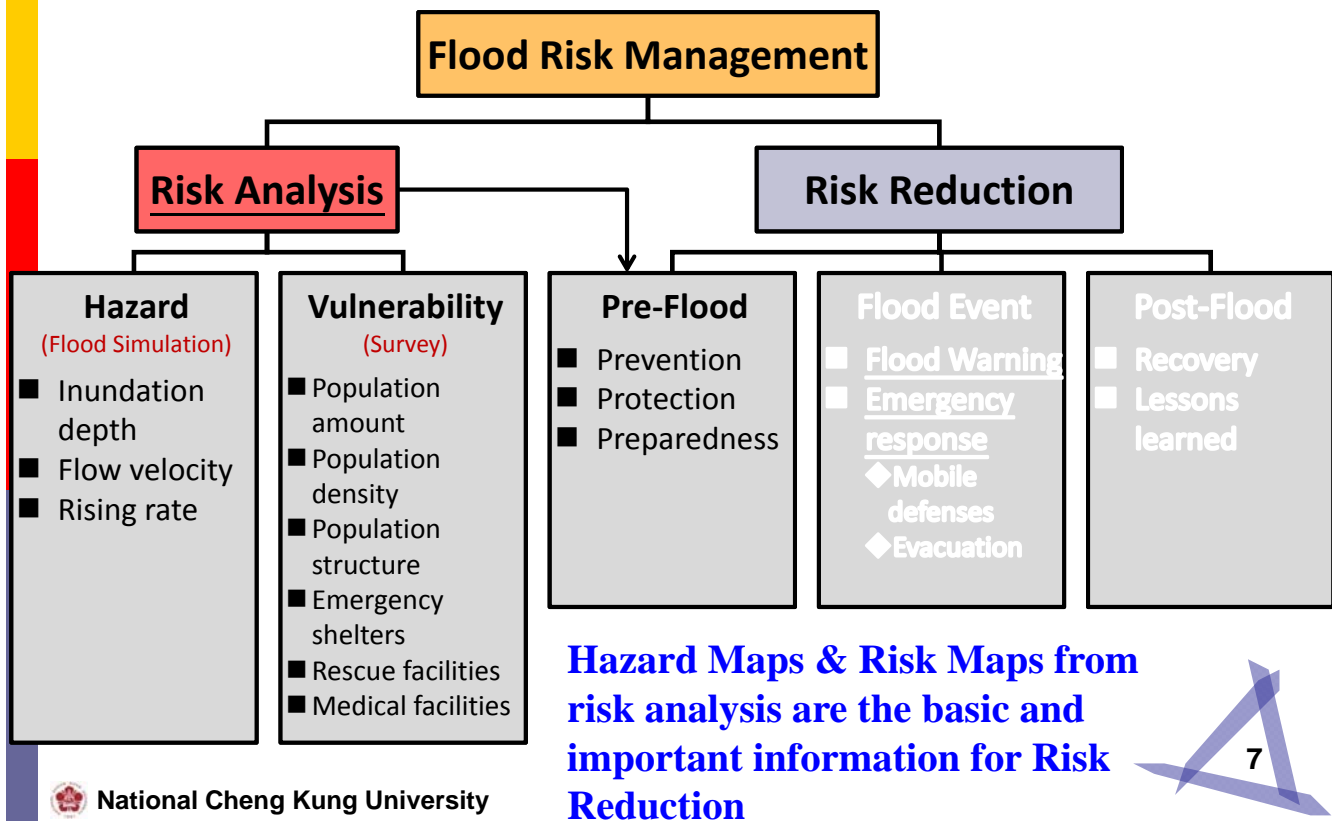 Flood Risk Management
Risk Analysis
Risk Reduction
Hazard
(Flood Simulation)
■ Inundation
depth
■ Flow velocity
■ Rising rate
Vulnerability
(Survey)
■ Population
amount
■ Population
density
■ Population
structure
■ Emergency
shelters
■ Rescue facilities
■ Medical facilities
Pre-Flood
■ Prevention
■ Protection
■ Preparedness
Flood Event
■ Flood Warning
■ Emergency
response
◆Mobile
defenses
◆Evacuation
Post-Flood
■ Recovery
■ Lessons
learned
Hazard Maps & Risk Maps from
risk analysis are the basic and
important information for Risk
Reduction
7
National Cheng Kung University